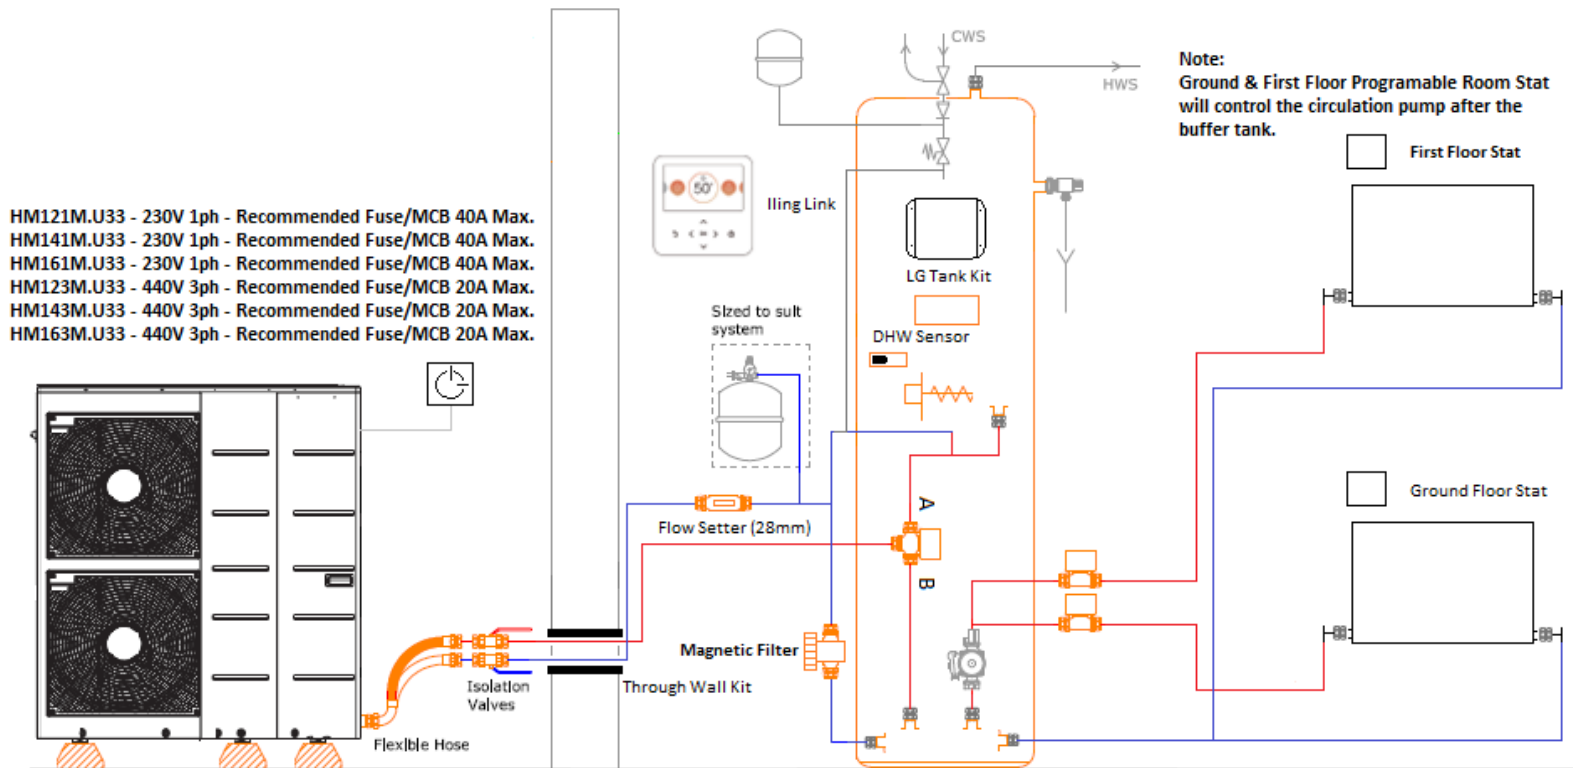 CWS
HWS
Note:
Ground & First Floor Programable Room Stat
will control the circulation pump after the
buffer tank.
First Floor Stat
50°
lling Link
HM121M.U33 - 230V 1ph - Recommended Fuse/MCB 40A Max.
HM141M.U33 - 230V 1ph - Recommended Fuse/MCB 40A Max.
HM161M.U33 - 230V 1ph - Recommended Fuse/MCB 40A Max.
HM123M.U33 - 440V 3ph - Recommended Fuse/MCB 20A Max.
HM143M.U33 - 440V 3ph - Recommended Fuse/MCB 20A Max.
HM163M.U33 - 440V 3ph - Recommended Fuse/MCB 20A Max.
LG Tank Kit
Sized to suit
system
DHW Sensor
A
Ground Floor Stat
Flow Setter (28mm)
B
Magnetic Filter
Isolation
Valves
Through Wall Kit
Flexible Hose